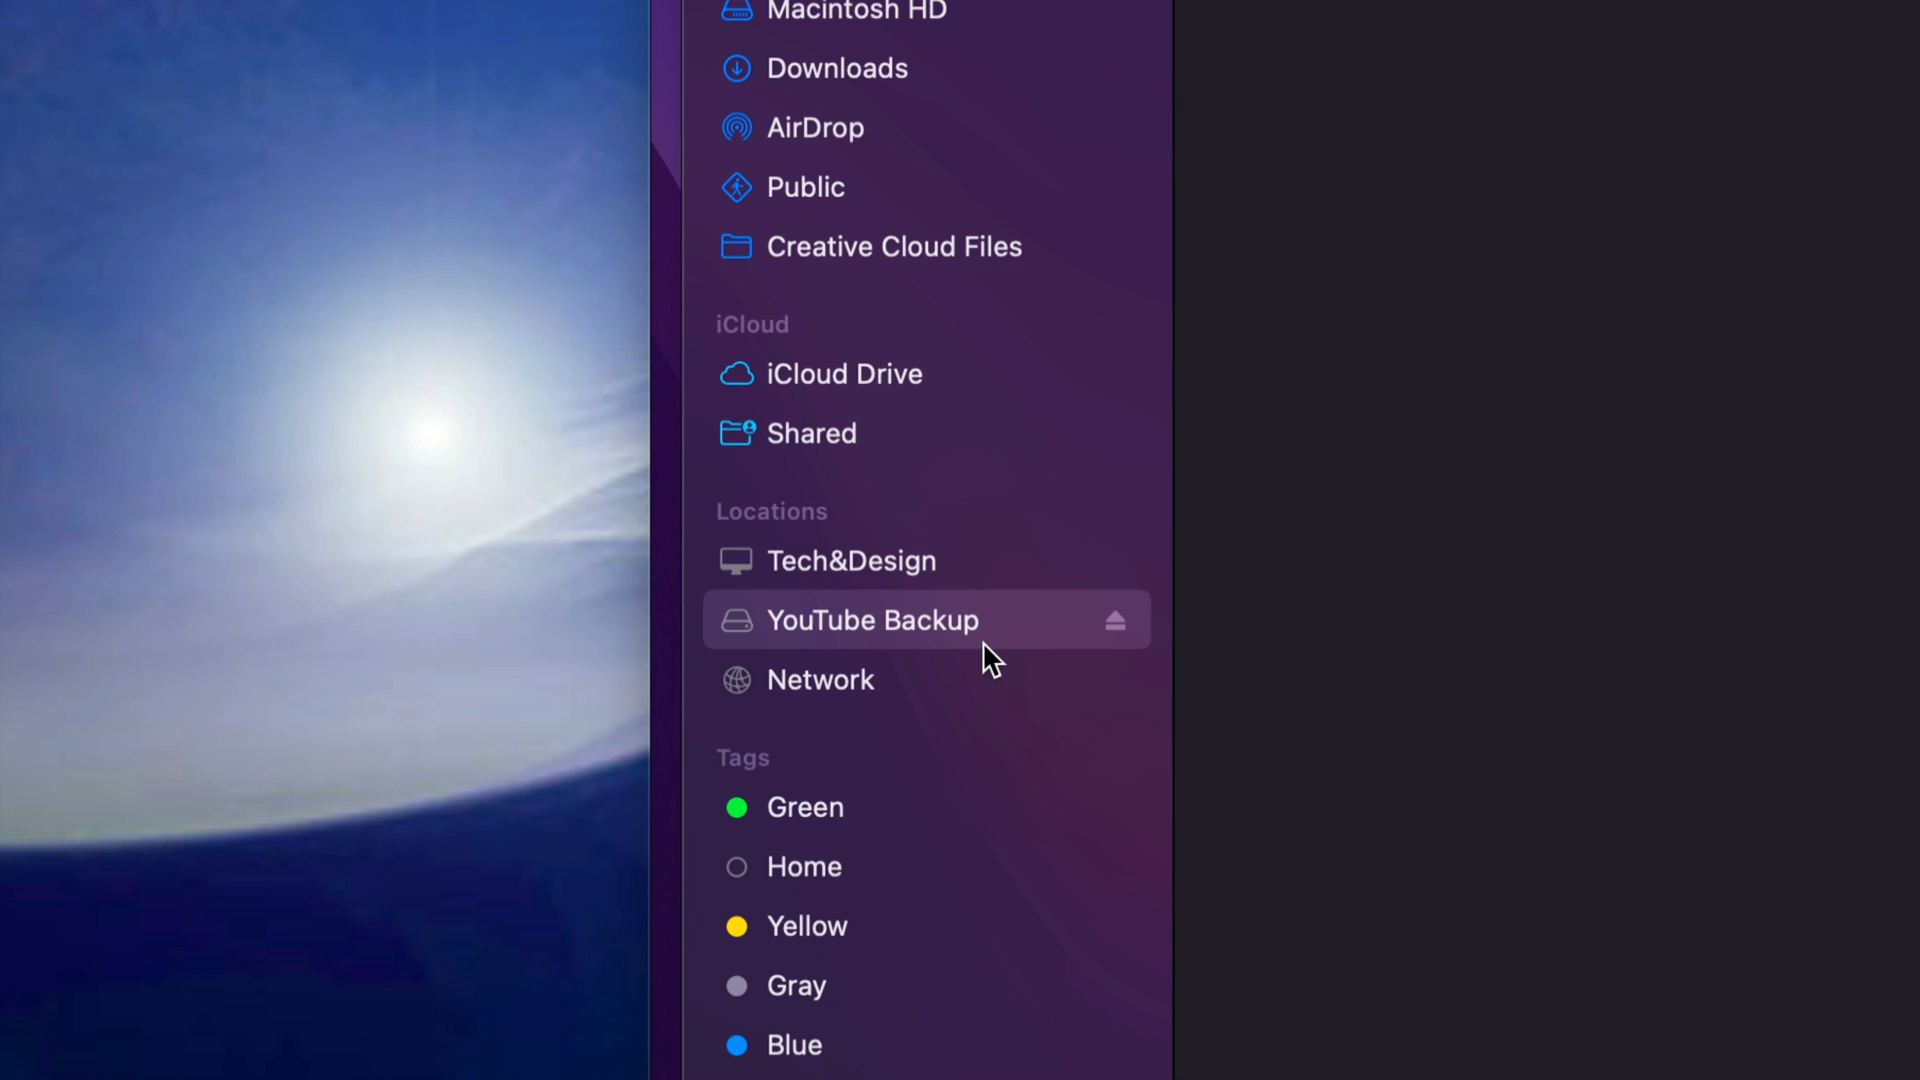 Macintosh HD
Downloads
AirDrop
Public
Creative Cloud Files
iCloud
iCloud Drive
Shared
Locations
Tech&Design
YouTube Backup
Network
Tags
Green
Home
Yellow
Gray
Blue